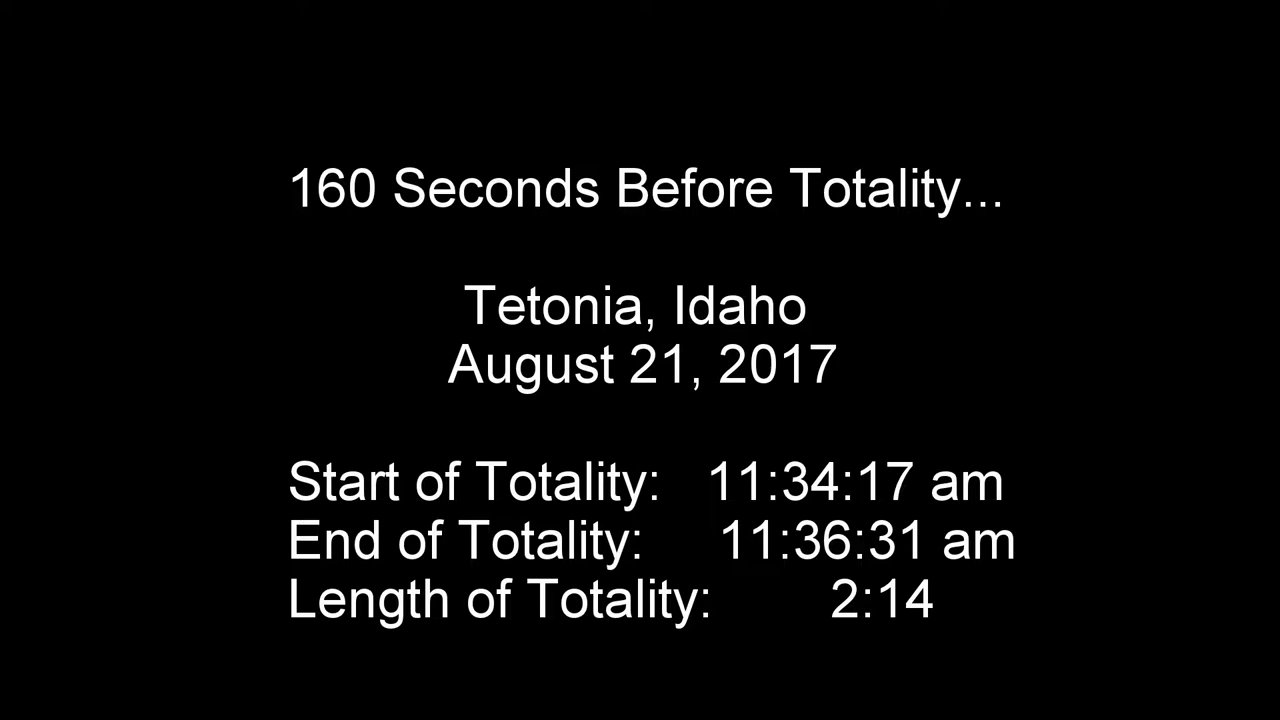 160 Seconds Before Totality...
Tetonia, Idaho
August 21, 2017
Start of Totality: 11:34:17 am
End of Totality: 11:36:31 am
Length of Totality: 2:14